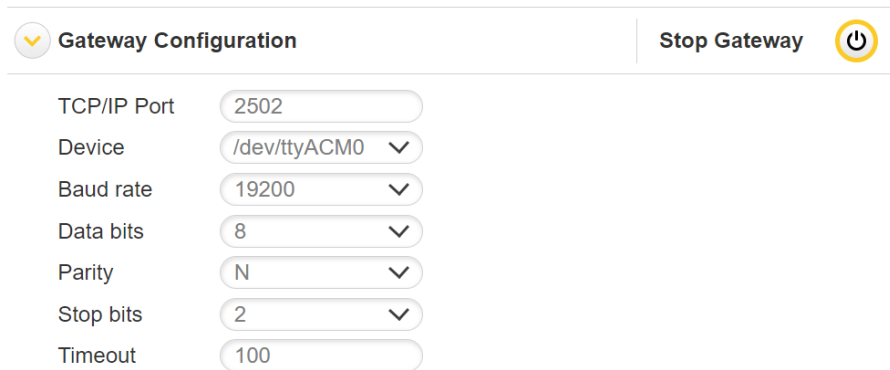 Gateway Configuration Stop Gateway
TCP/IP Port 2502
Device /dev/ttyACM0
Baud rate 19200
Data bits 8
Parity N
Stop bits 2
Timeout 100